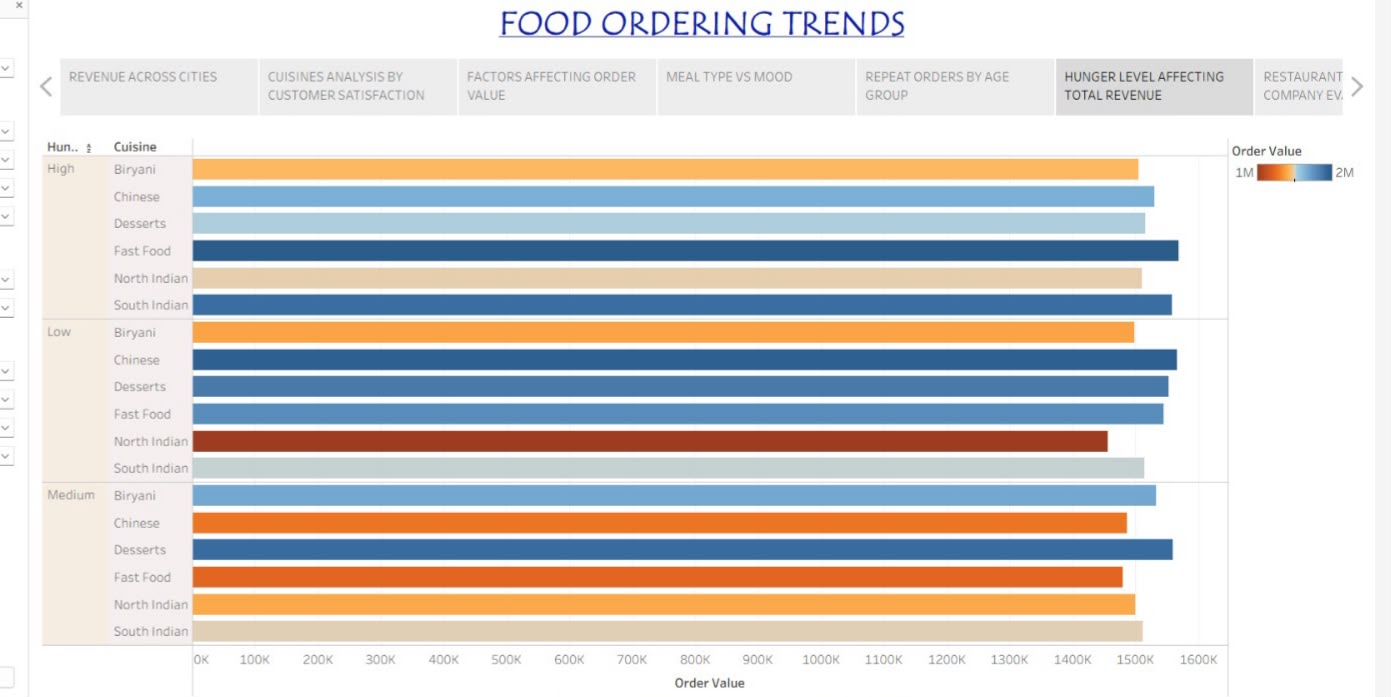 FOOD ORDERING TRENDS
REVENUE ACROSS CITIES
CUISINES ANALYSIS BY
CUSTOMER SATISFACTION
FACTORS AFFECTING ORDER
VALUE
MEAL TYPE VS MOOD
REPEAT ORDERS BY AGE
GROUP
HUNGER LEVEL AFFECTING
TOTAL REVENUE
RESTAURANT
COMPANY EV.
Hun.. Cuisine
High Biryani
Chinese
Desserts
Fast Food
North Indian
South Indian
Low Biryani
Chinese
Desserts
Fast Food
North Indian
South Indian
Medium Biryani
Chinese
Desserts
Fast Food
North Indian
South Indian
0K 100K 200K 300K 400K 500K 600K 700K 800K 900K 1000K 1100K 1200K 1300K 1400K 1500K 1600K
Order Value
Order Value
1M 2M